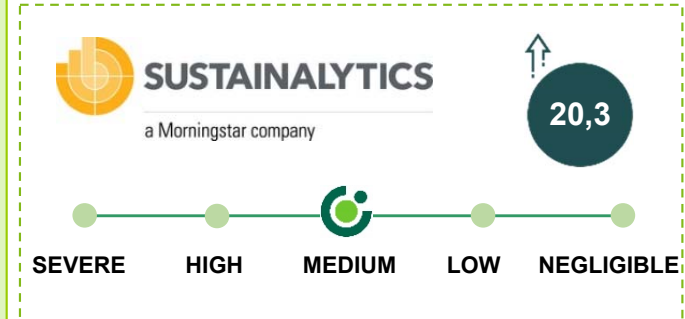 SUSTAINALYTICS
a Morningstar company
20,3
SEVERE HIGH MEDIUM LOW NEGLIGIBLE